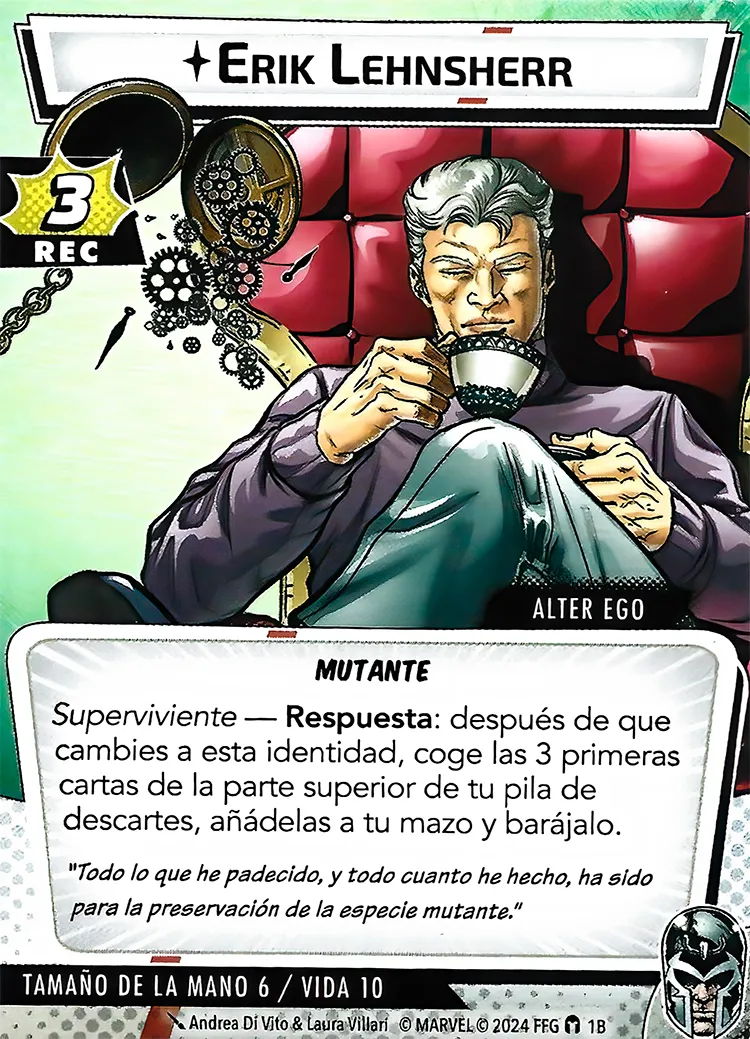 ERIK LEHNSHERR
3
REC
ALTER EGO
MUTANTE
Superviviente — Respuesta: después de que
cambies a esta identidad, coge las 3 primeras
cartas de la parte superior de tu pila de
descartes, añádelas a tu mazo y barájalo.
"Todo lo que he padecido, y todo cuanto he hecho, ha sido
para la preservación de la especie mutante."
TAMAÑO DE LA MANO 6 / VIDA 10
Andrea Di Vito & Laura Villari © MARVEL © 2024 FFG 1B